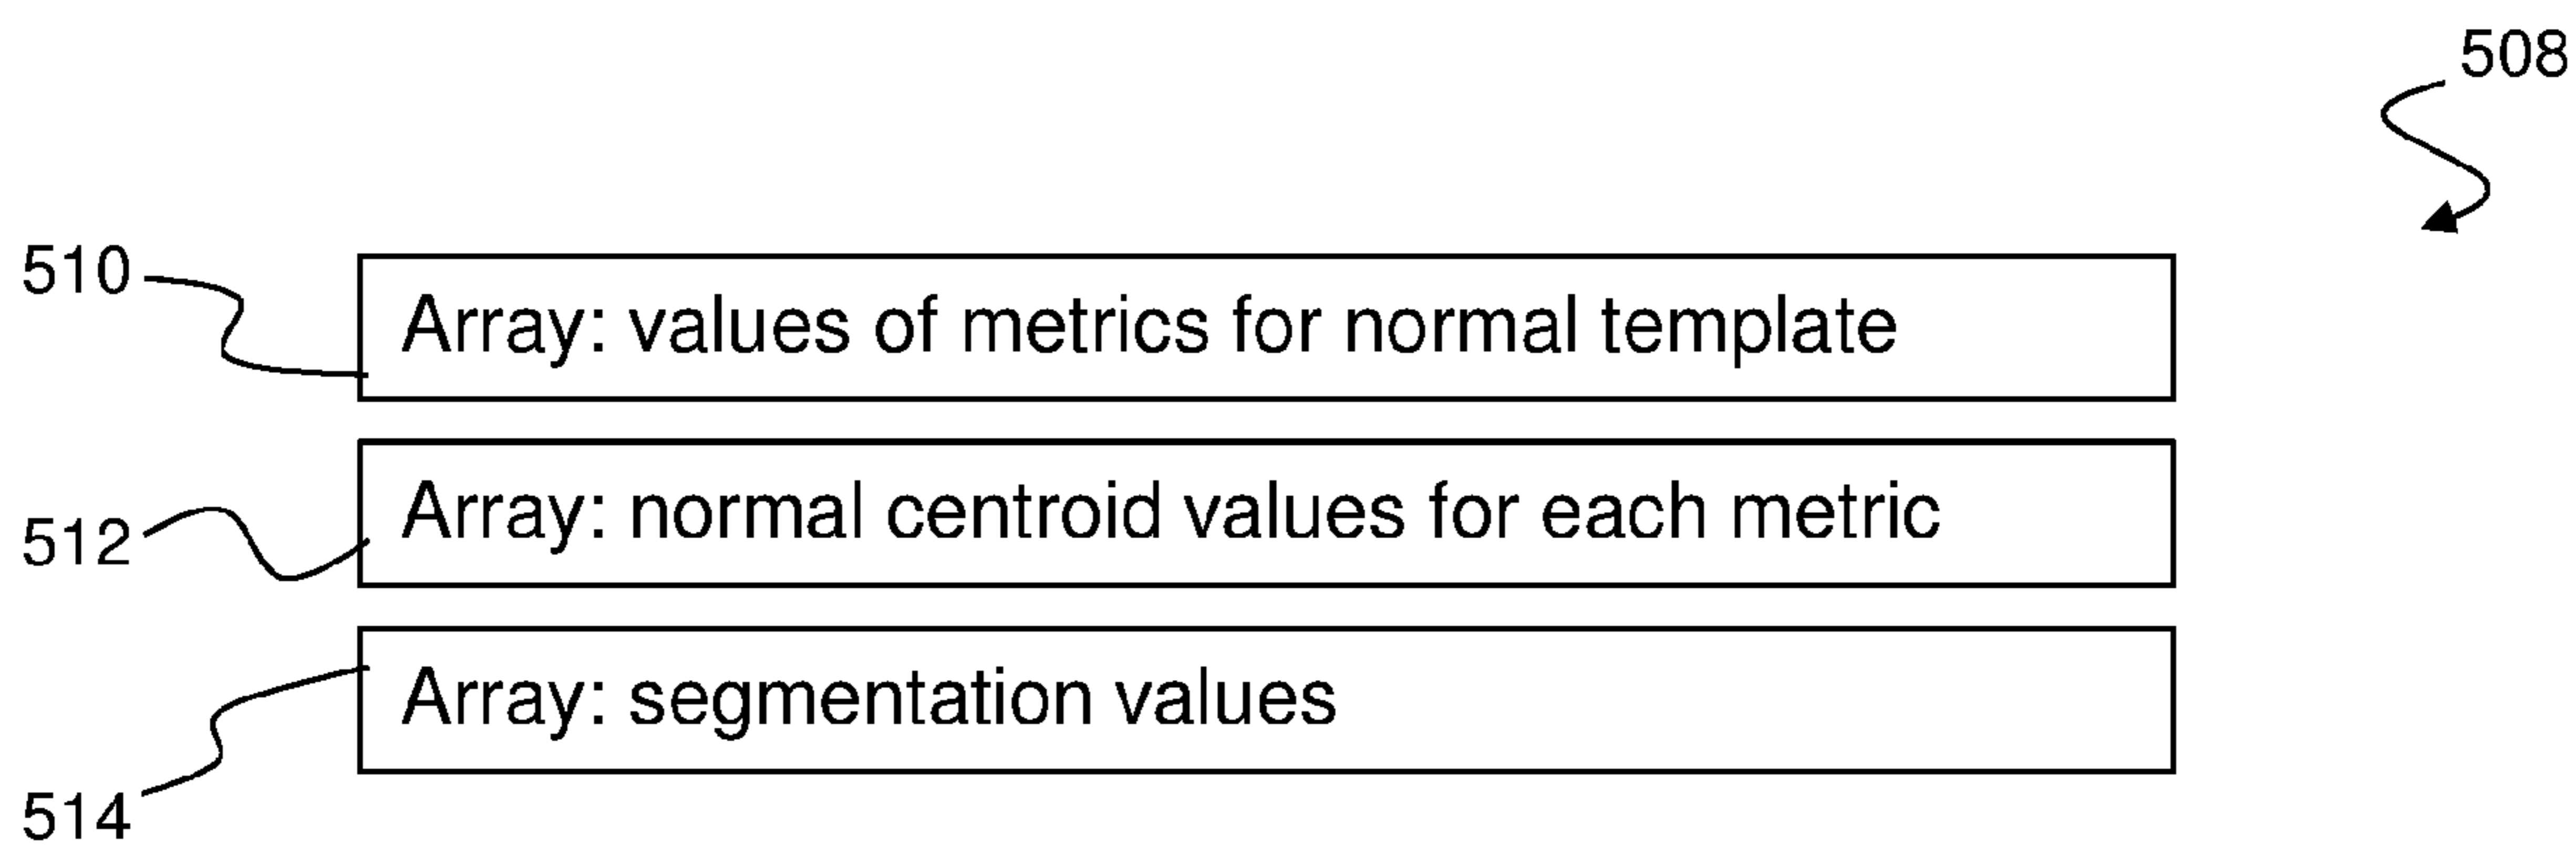 508
510
Array: values of metrics for normal template
512
Array: normal centroid values for each metric
514
Array: segmentation values